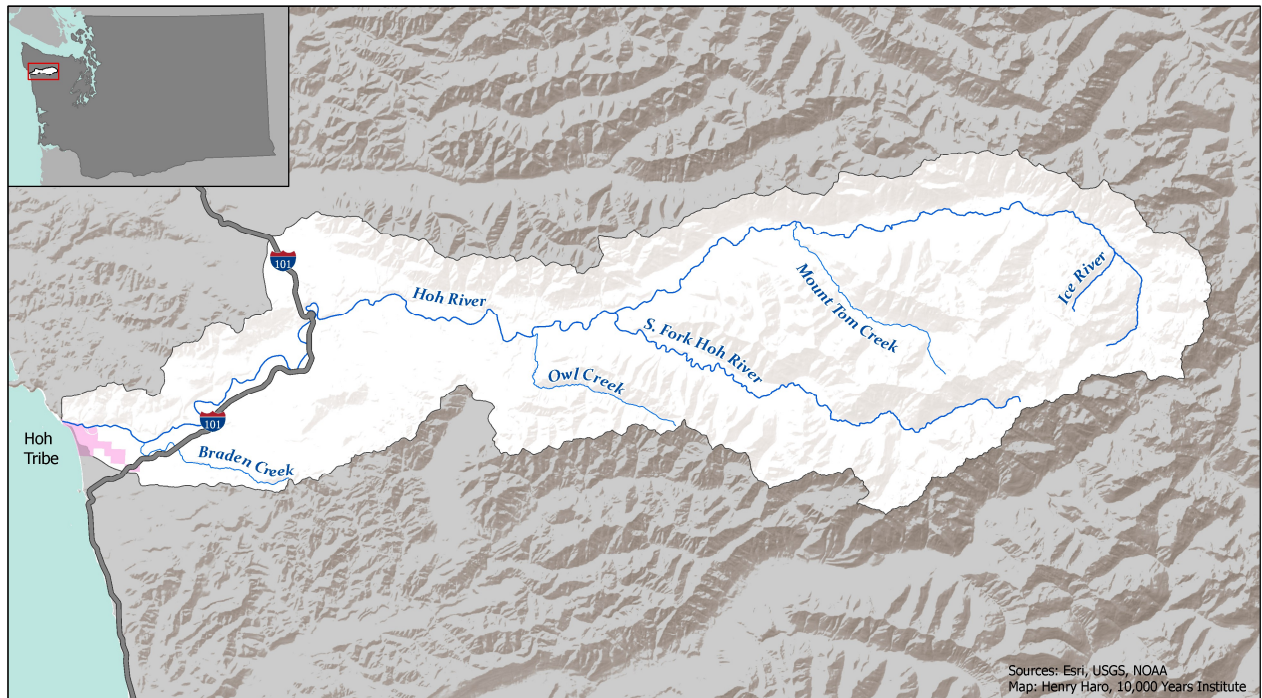 101
Hoh River
Mount Tom Creek
Ice River
S. Fork Hoh River
Owl Creek
101
Hoh
Tribe
Braden Creek
Sources: Esri, USGS, NOAA
Map: Henry Haro, 10,000 Years Institute